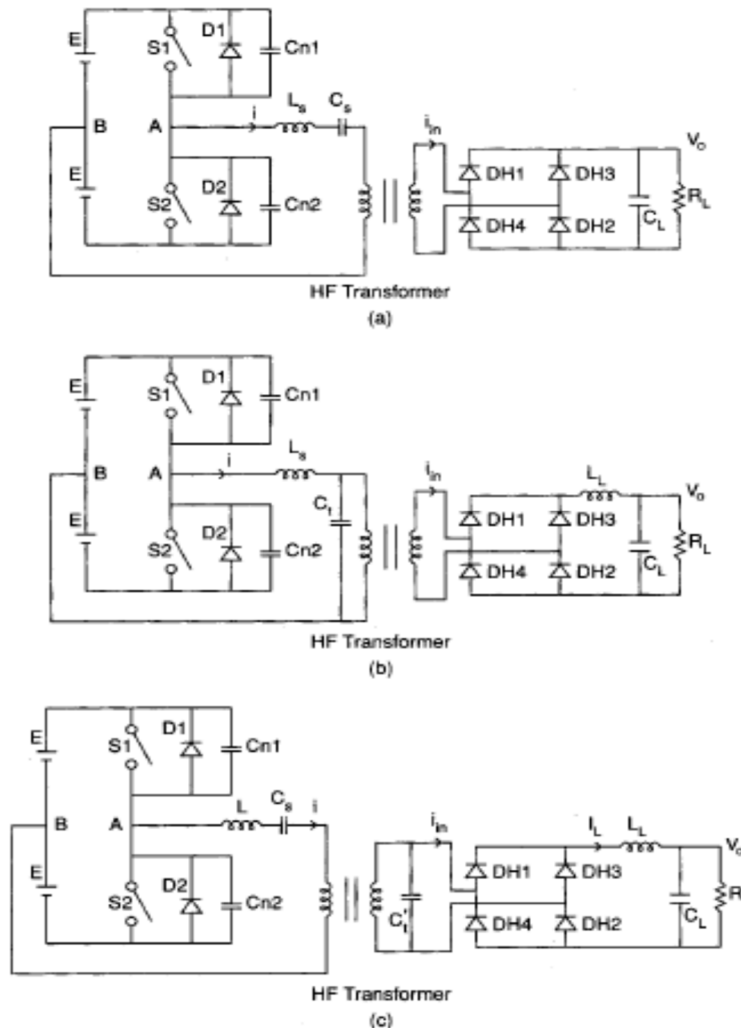 E
S1
D1
Cn1
B
A
i
Ls
Cs
iin
Vo
DH1
DH3
CL
RL
E
S2
D2
Cn2
DH4
DH2
HF Transformer
(a)
E
S1
D1
Cn1
B
A
i
Ls
Ct
iin
LL
Vo
DH1
DH3
CL
RL
E
S2
D2
Cn2
DH4
DH2
HF Transformer
(b)
E
S1
D1
Cn1
B
A
L
Cs
i
iin
IL
LL
Vo
DH1
DH3
C't
CL
R
E
S2
D2
Cn2
DH4
DH2
HF Transformer
(c)